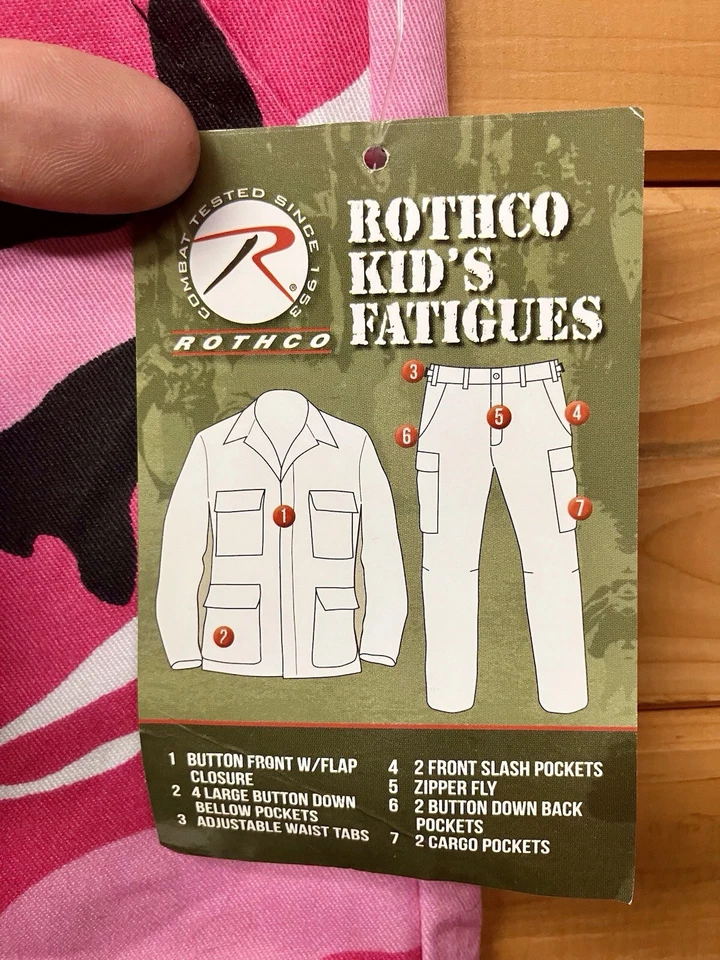 COMBAT TESTED SINCE 1953
R
®
ROTHCO
ROTHCO
KID'S
FATIGUES
3
5
4
6
1
7
2
1 BUTTON FRONT W/FLAP
CLOSURE
2 4 LARGE BUTTON DOWN
BELLOW POCKETS
3 ADJUSTABLE WAIST TABS
4 2 FRONT SLASH POCKETS
5 ZIPPER FLY
6 2 BUTTON DOWN BACK
POCKETS
7 2 CARGO POCKETS